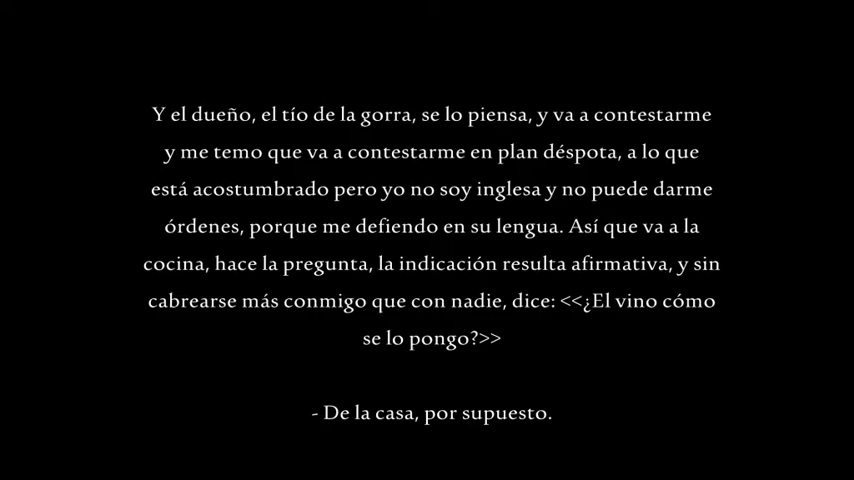 Y el dueño, el tío de la gorra, se lo piensa, y va a contestarme
y me temo que va a contestarme en plan déspota, a lo que
está acostumbrado pero yo no soy inglesa y no puede darme
órdenes, porque me defiendo en su lengua. Así que va a la
cocina, hace la pregunta, la indicación resulta afirmativa, y sin
cabrearse más conmigo que con nadie, dice: <<¿El vino cómo
se lo pongo?>>
- De la casa, por supuesto.